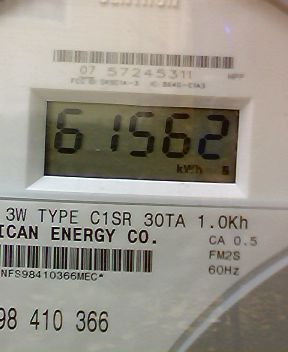 07 57245311
61562
kWh
3W TYPE C1SR 30TA 1.0Kh
ICAN ENERGY CO.
CA 0.5
FM2S
60Hz
NFS98410366MEC*
98 410 366